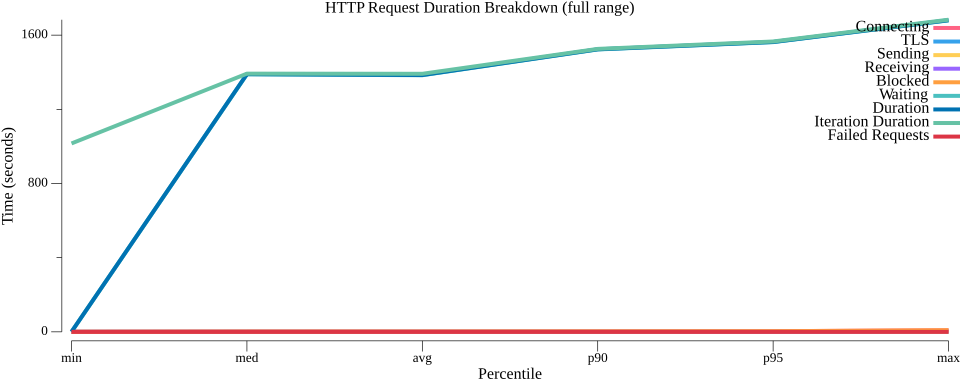 HTTP Request Duration Breakdown (full range)
Connecting
TLS
Sending
Receiving
Blocked
Waiting
Duration
Iteration Duration
Failed Requests
Time (seconds)
1600
800
0
min med avg p90 p95 max
Percentile